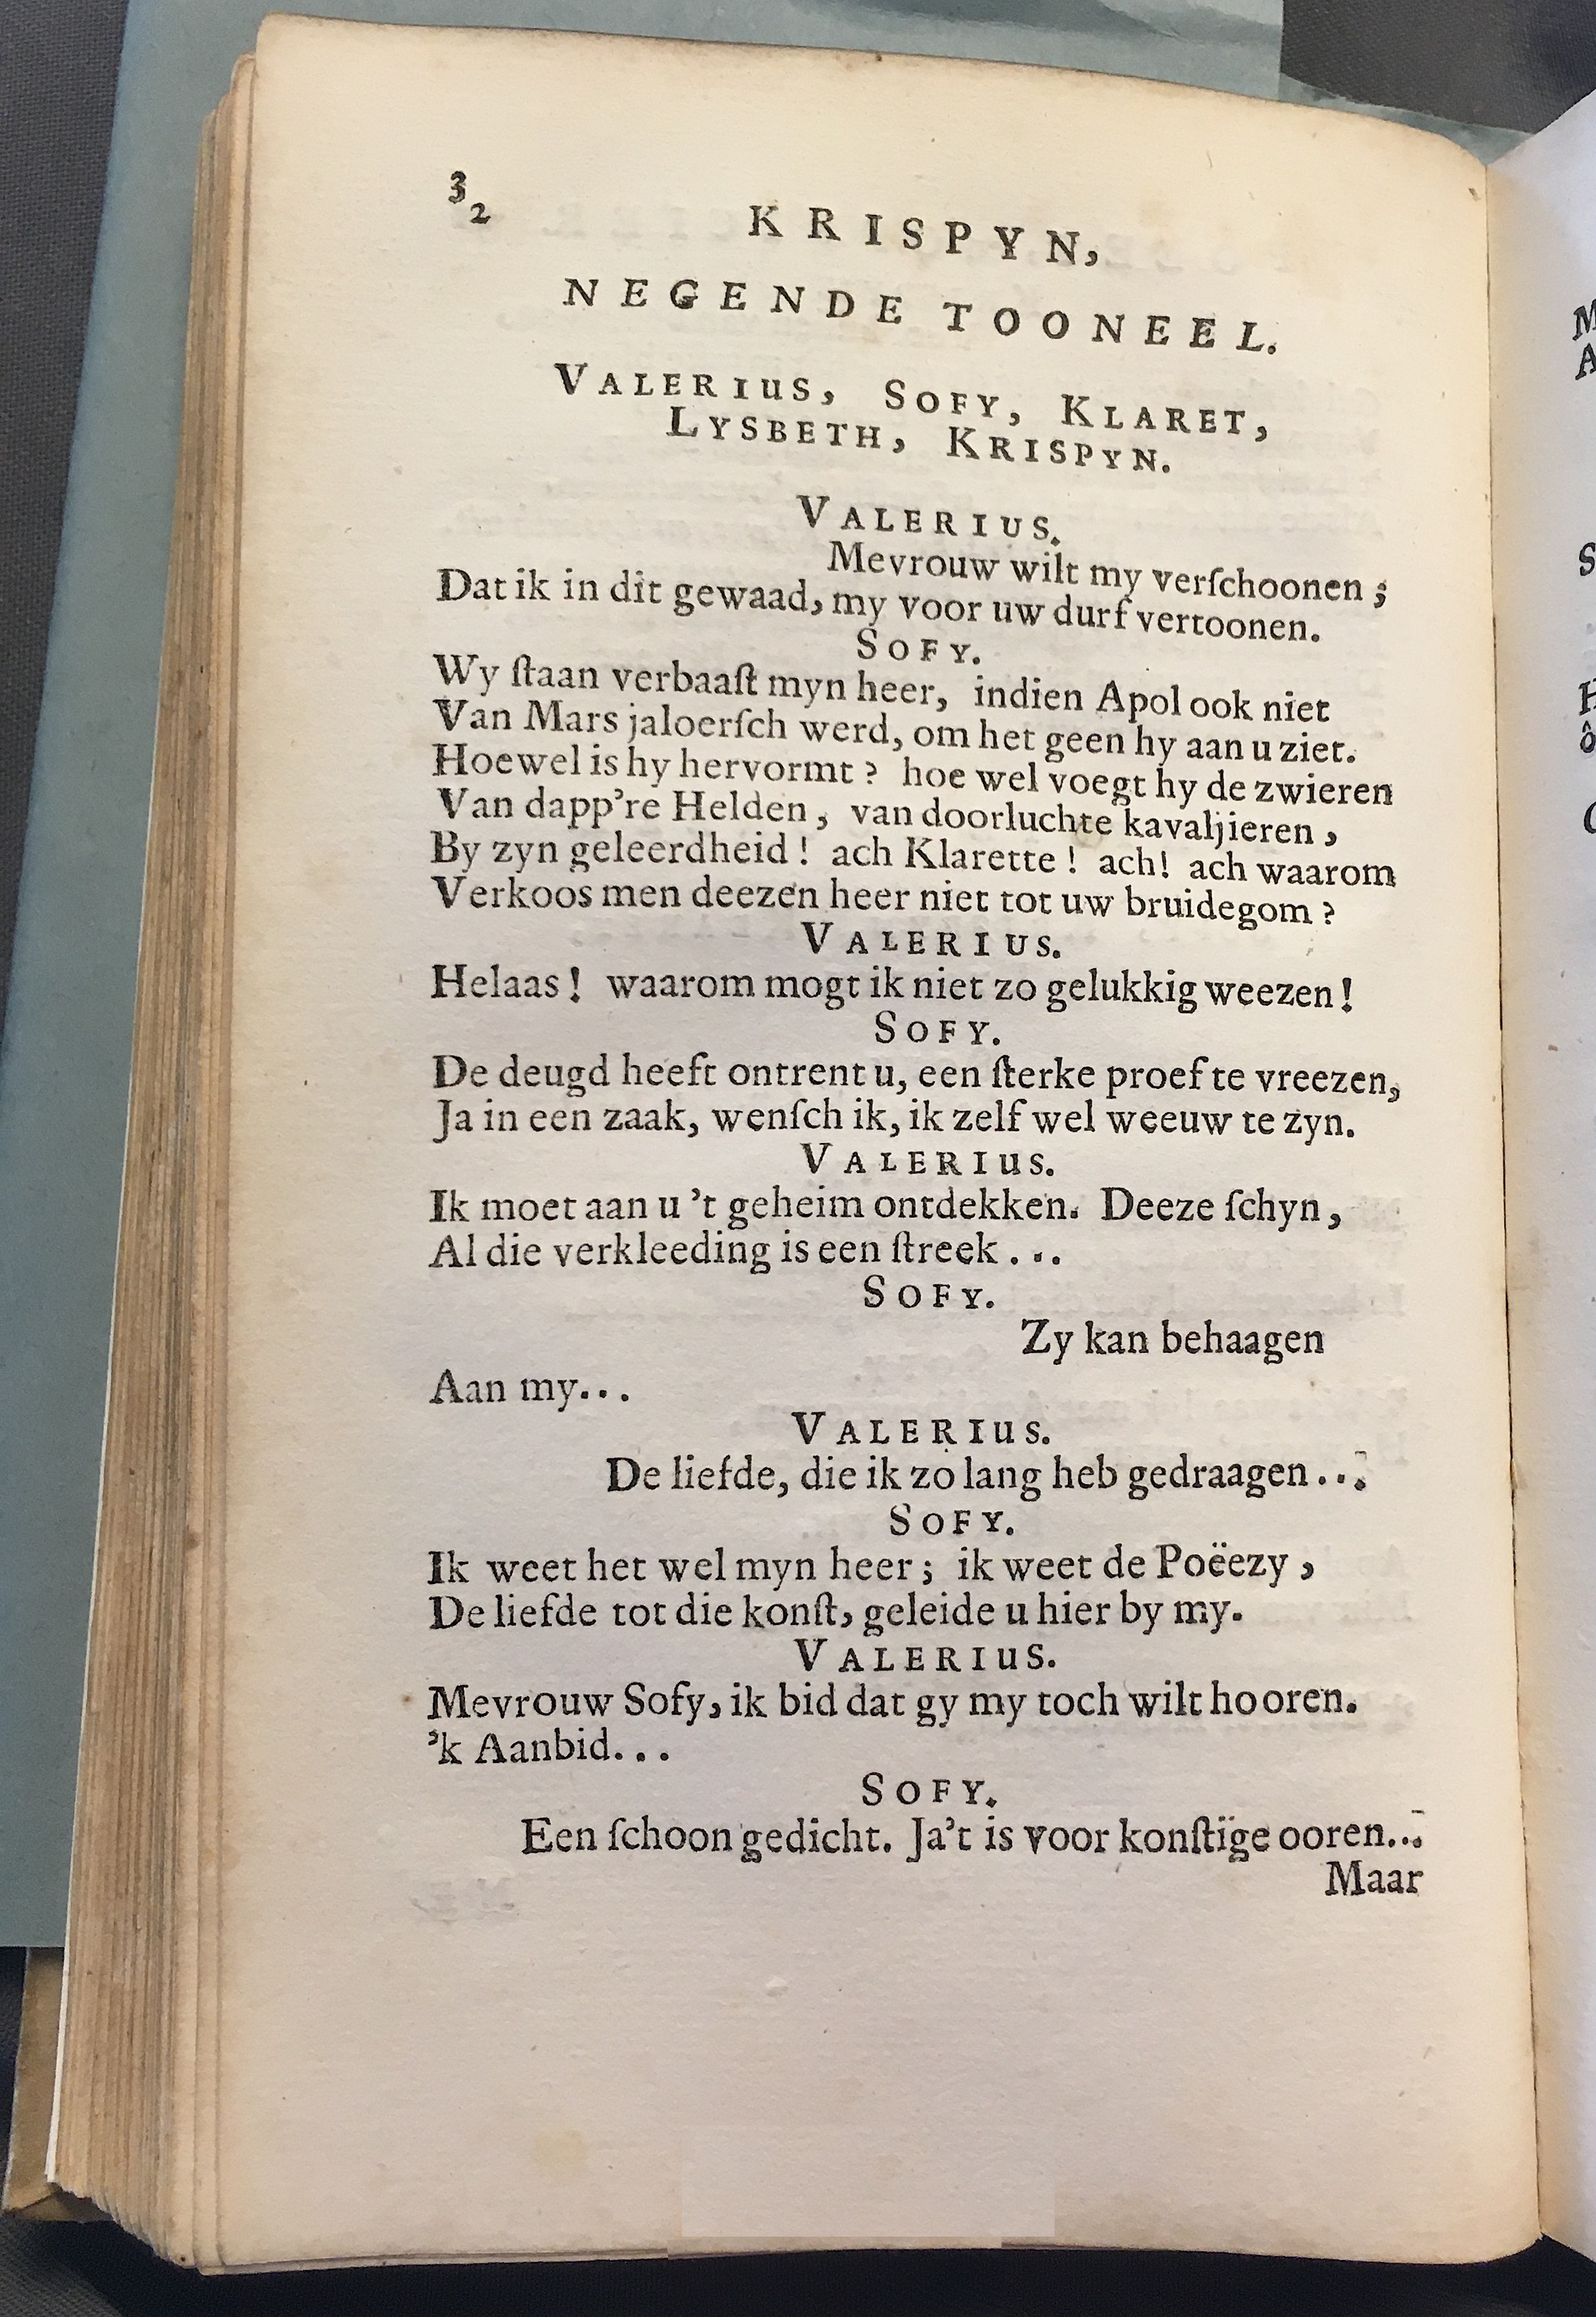 32
KRISPYN,
NEGENDE TOONEEL.
VALERIUS, SOFY, KLARET,
LYSBETH, KRISPYN.
VALERIUS.
Mevrouw wilt my verſchoonen;
Dat ik in dit gewaad, my voor uw durf vertoonen.
SOFY.
Wy ſtaan verbaaſt myn heer, indien Apol ook niet
Van Mars jaloerſch werd, om het geen hy aan u ziet.
Hoewel is hy hervormt? hoe wel voegt hy de zwieren
Van dapp're Helden, van doorluchte kavaljieren,
By zyn geleerdheid! ach Klarette! ach! ach waarom
Verkoos men deezen heer niet tot uw bruidegom?
VALERIUS.
Helaas! waarom mogt ik niet zo gelukkig weezen!
SOFY.
De deugd heeft ontrent u, een ſterke proef te vreezen,
Ja in een zaak, wenſch ik, ik zelf wel weeuw te zyn.
VALERIUS.
Ik moet aan u 't geheim ontdekken. Deeze ſchyn,
Al die verkleeding is een ſtreek...
SOFY.
Zy kan behaagen
Aan my...
VALERIUS.
De liefde, die ik zo lang heb gedraagen...
SOFY.
Ik weet het wel myn heer; ik weet de Poëezy,
De liefde tot die konſt, geleide u hier by my.
VALERIUS.
Mevrouw Sofy, ik bid dat gy my toch wilt hooren.
'k Aanbid...
SOFY.
Een ſchoon gedicht. Ja't is voor konſtïge ooren...
Maar